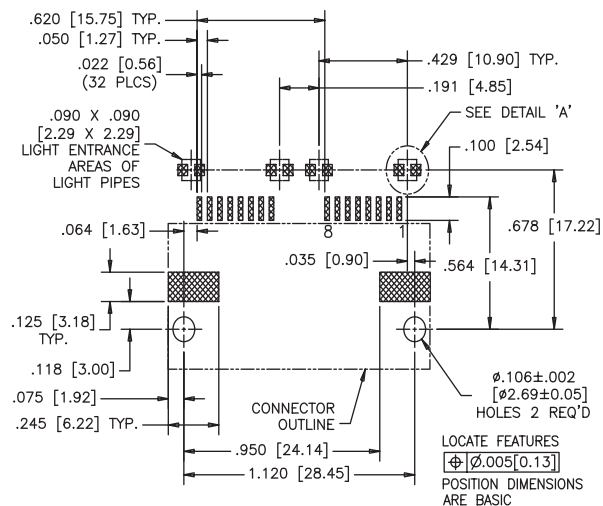 .620 [15.75] TYP.
.050 [1.27] TYP.
.022 [0.56]
(32 PLCS)
.090 X .090
[2.29 X 2.29]
LIGHT ENTRANCE
AREAS OF
LIGHT PIPES
.429 [10.90] TYP.
.191 [4.85]
SEE DETAIL 'A'
.100 [2.54]
8
1
.064 [1.63]
.678 [17.22]
.035 [0.90]
.564 [14.31]
.125 [3.18]
TYP.
.118 [3.00]
.075 [1.92]
.245 [6.22] TYP.
CONNECTOR
OUTLINE
.950 [24.14]
1.120 [28.45]
ø.106±.002
[ø2.69±0.05]
HOLES 2 REQ'D
LOCATE FEATURES
⌖ Ø.005[0.13]
POSITION DIMENSIONS
ARE BASIC